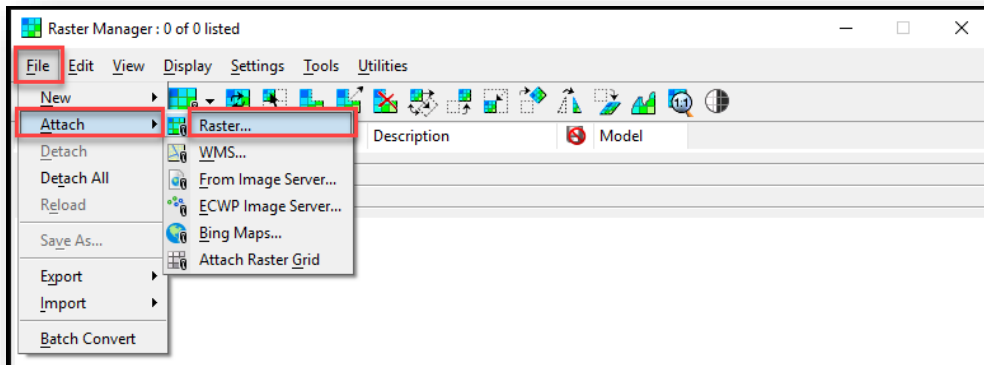 Raster Manager : 0 of 0 listed
File Edit View Display Settings Tools Utilities
New
Attach Raster... Description Model
Detach WMS...
Detach All From Image Server...
Reload ECWP Image Server...
Save As... Bing Maps...
Attach Raster Grid
Export
Import
Batch Convert
1:1